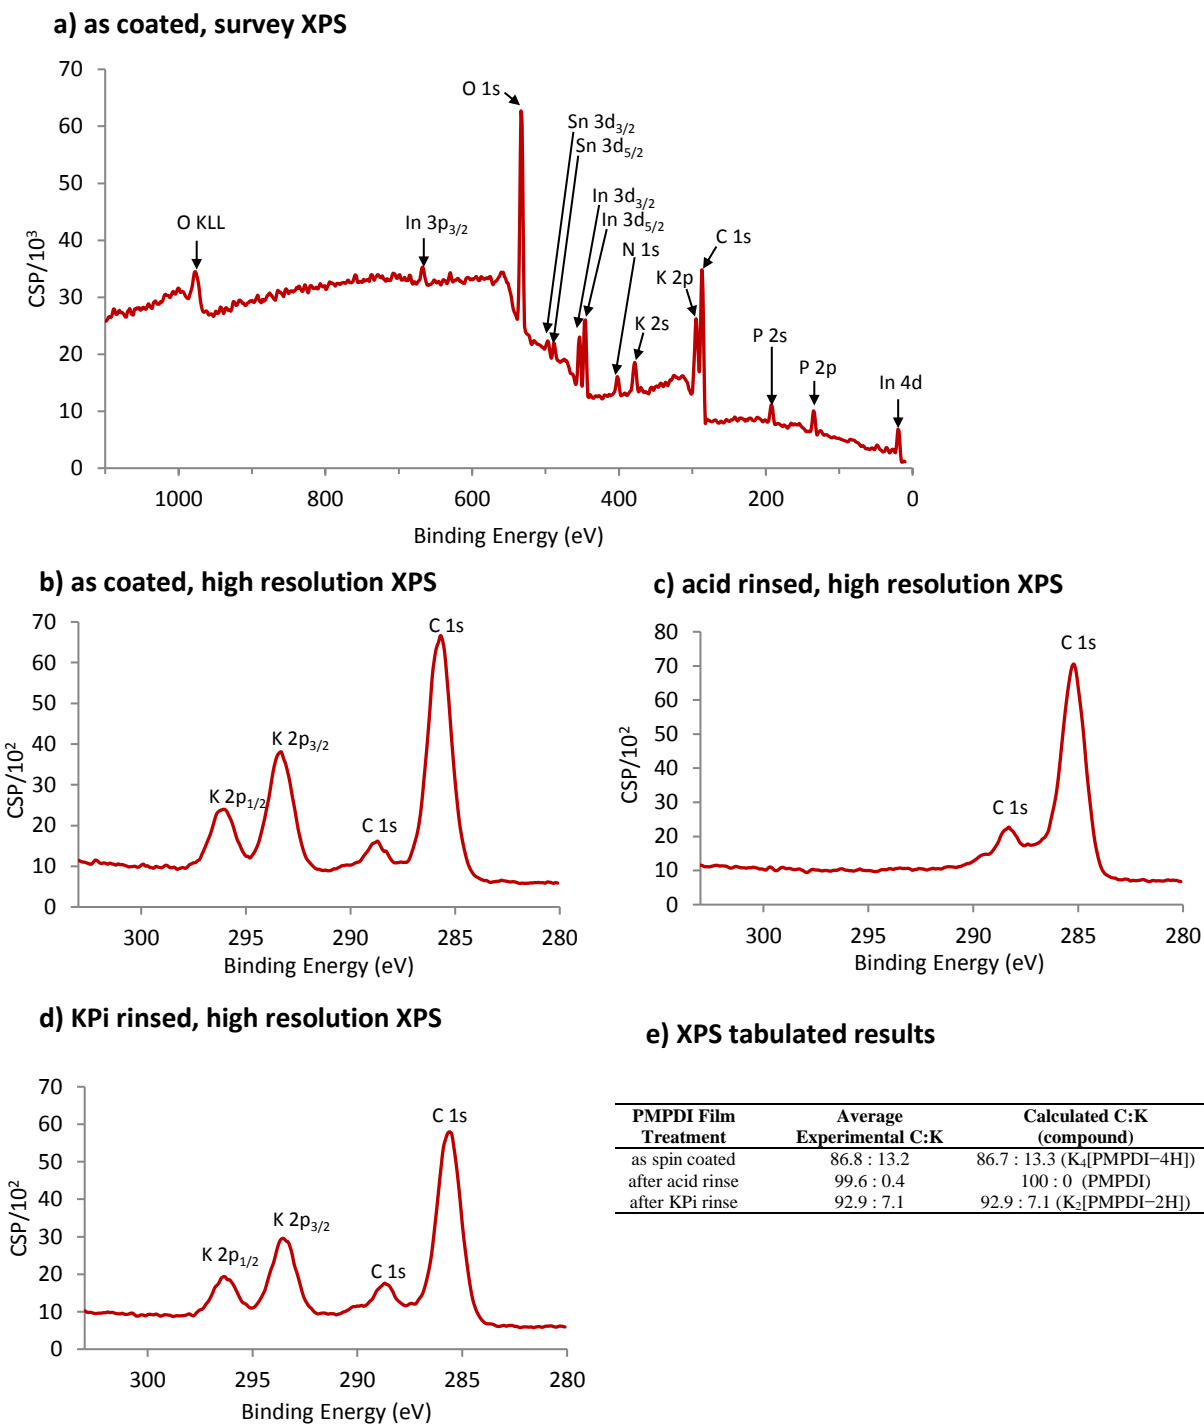 a) as coated, survey XPS
70
60
50
40
30
20
10
0
CSP/10³
O KLL
In 3p₃/₂
O 1s
Sn 3d₃/₂
Sn 3d₅/₂
In 3d₃/₂
In 3d₅/₂
N 1s
K 2s
K 2p
C 1s
P 2s
P 2p
In 4d
1000 800 600 400 200 0
Binding Energy (eV)
b) as coated, high resolution XPS
70
60
50
40
30
20
10
0
CSP/10²
K 2p₁/₂
K 2p₃/₂
C 1s
C 1s
300 295 290 285 280
Binding Energy (eV)
c) acid rinsed, high resolution XPS
80
70
60
50
40
30
20
10
0
CSP/10²
C 1s
C 1s
300 295 290 285 280
Binding Energy (eV)
d) KPi rinsed, high resolution XPS
70
60
50
40
30
20
10
0
CSP/10²
K 2p₁/₂
K 2p₃/₂
C 1s
C 1s
300 295 290 285 280
Binding Energy (eV)
e) XPS tabulated results
PMPDI Film Average Calculated C:K
Treatment Experimental C:K (compound)
as spin coated 86.8 : 13.2 86.7 : 13.3 (K₄[PMPDI−4H])
after acid rinse 99.6 : 0.4 100 : 0 (PMPDI)
after KPi rinse 92.9 : 7.1 92.9 : 7.1 (K₂[PMPDI−2H])